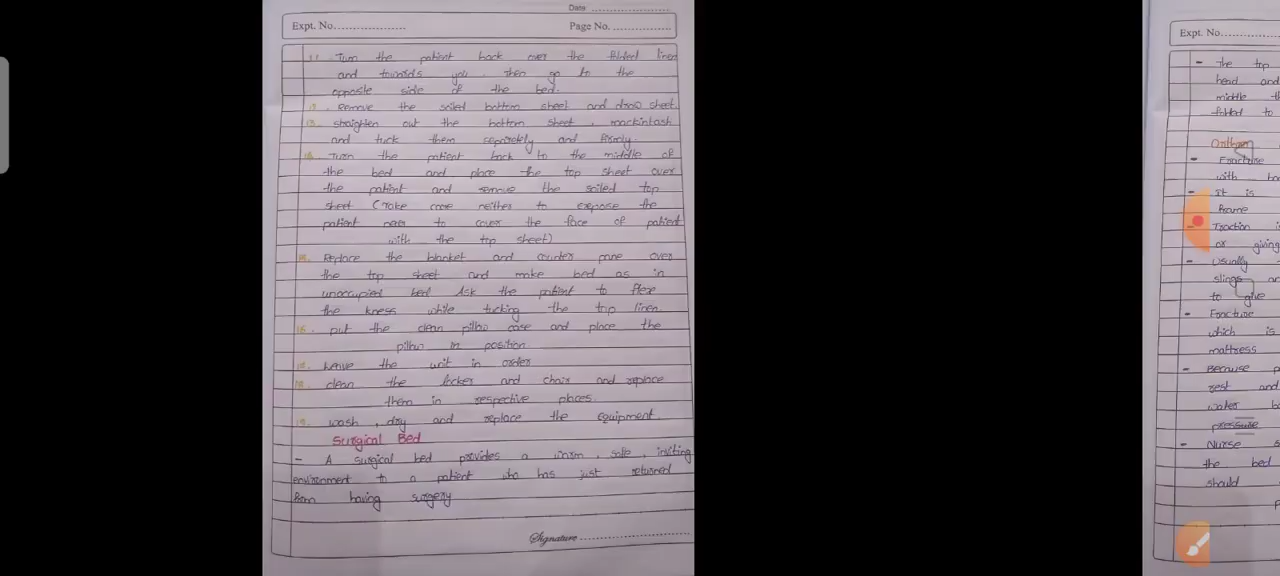 Date
Expt. No.
Page No.
11. Turn the patient back over the folded linen
and towards you. Then go to the
opposite side of the bed.
12. Remove the soiled bottom sheet and draw sheet.
13. straighten out the bottom sheet, mackintash
and tuck them seperately and firmly.
14. Turn the patient back to the middle of
the bed and place the top sheet over
the patient and remove the soiled top
sheet (Take care neither to expose the
patient to cover the face of patient
with the top sheet)
15. Replace the blanket and counter pane over
the top sheet and make bed as in
unoccupied bed Ask the patient to flex
the kness while tucking the top linen.
16. put the clean pillow case and place the
pillow in position
17. Leave the unit in order
18. clean the locker and chair and replace
them in respective places.
19. wash, dry and replace the equipment.
Surgical Bed
- A surgical bed provides a warm, safe, inviting
environment to a patient who has just returned
from having surgery
Signature
Expt. No.
- The top
head and
middle
folded to
- Fracture
with
- It is
frame
- Traction
or giving
- Usually
slings
to give
- Fracture
which is
mattress
- Because
rest and
water
pressure
- Nurse
the bed
should